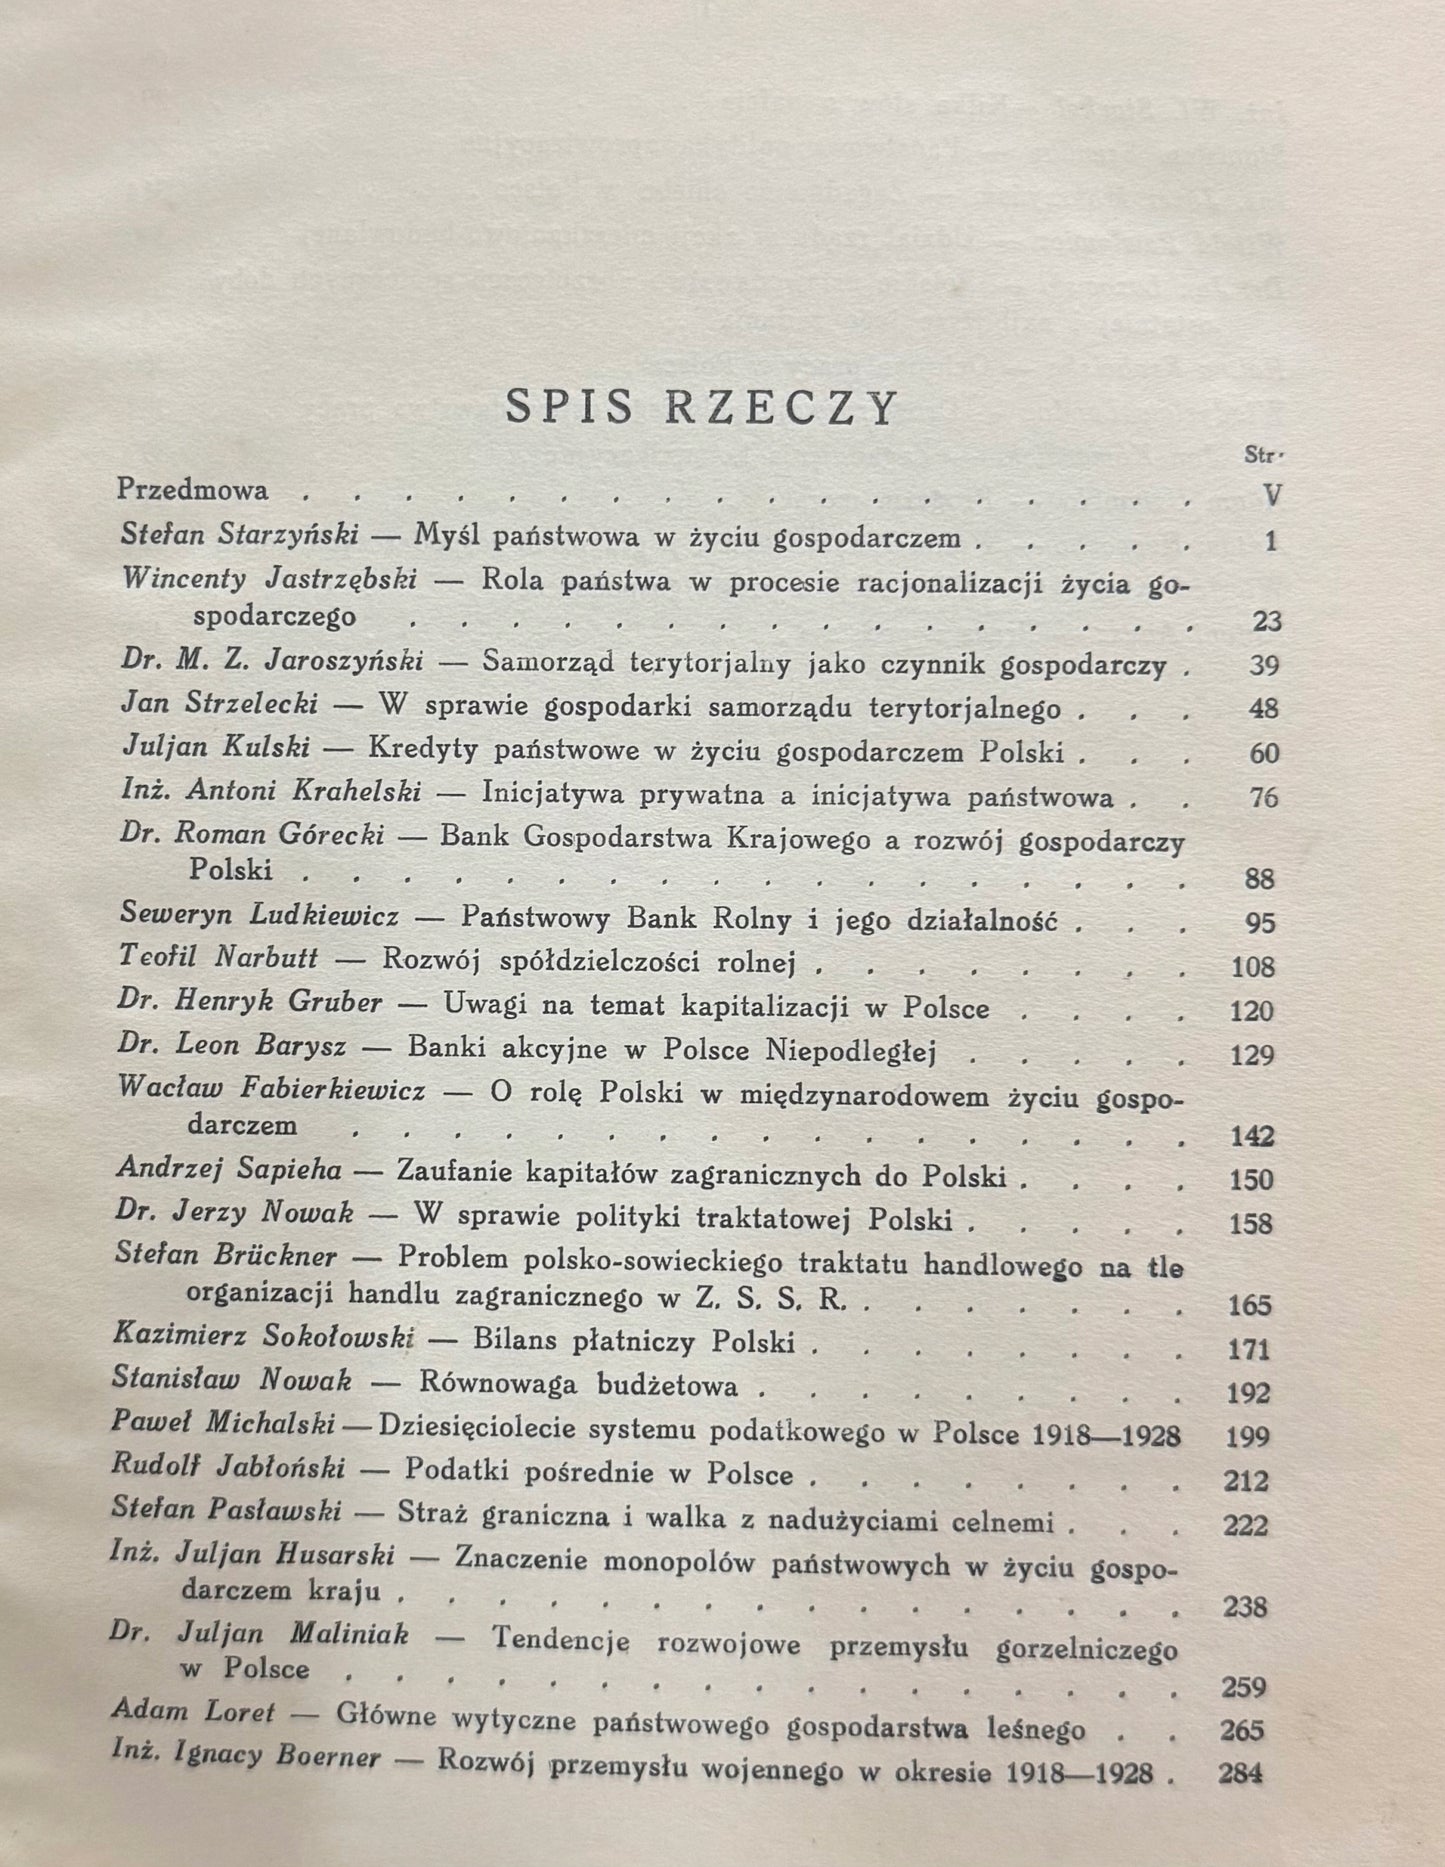 SPIS RZECZY
Str.
Przedmowa . . . . . . . . . . . . . . . . . . V
Stefan Starzyński — Myśl państwowa w życiu gospodarczem . . . . . 1
Wincenty Jastrzębski — Rola państwa w procesie racjonalizacji życia go-
spodarczego . . . . . . . . . . . . . . . . 23
Dr. M. Z. Jaroszyński — Samorząd terytorjalny jako czynnik gospodarczy . 39
Jan Strzelecki — W sprawie gospodarki samorządu terytorjalnego . . . 48
Juljan Kulski — Kredyty państwowe w życiu gospodarczem Polski . . . 60
Inż. Antoni Krahelski — Inicjatywa prywatna a inicjatywa państwowa . . 76
Dr. Roman Górecki — Bank Gospodarstwa Krajowego a rozwój gospodarczy
Polski . . . . . . . . . . . . . . . . . . 88
Seweryn Ludkiewicz — Państwowy Bank Rolny i jego działalność . . . 95
Teofil Narbutt — Rozwój spółdzielczości rolnej . . . . . . . . 108
Dr. Henryk Gruber — Uwagi na temat kapitalizacji w Polsce . . . . 120
Dr. Leon Barysz — Banki akcyjne w Polsce Niepodległej . . . . . 129
Wacław Fabierkiewicz — O rolę Polski w międzynarodowem życiu gospo-
darczem . . . . . . . . . . . . . . . . . 142
Andrzej Sapieha — Zaufanie kapitałów zagranicznych do Polski . . . . 150
Dr. Jerzy Nowak — W sprawie polityki traktatowej Polski . . . . . 158
Stefan Brückner — Problem polsko-sowieckiego traktatu handlowego na tle
organizacji handlu zagranicznego w Z. S. S. R. . . . . . . . 165
Kazimierz Sokołowski — Bilans płatniczy Polski . . . . . . . . 171
Stanisław Nowak — Równowaga budżetowa . . . . . . . . . 192
Paweł Michalski — Dziesięciolecie systemu podatkowego w Polsce 1918—1928 199
Rudolf Jabłoński — Podatki pośrednie w Polsce . . . . . . . . 212
Stefan Pasławski — Straż graniczna i walka z nadużyciami celnemi . . . 222
Inż. Juljan Husarski — Znaczenie monopolów państwowych w życiu gospo-
darczem kraju . . . . . . . . . . . . . . . . 238
Dr. Juljan Maliniak — Tendencje rozwojowe przemysłu gorzelniczego
w Polsce . . . . . . . . . . . . . . . . . 259
Adam Loret — Główne wytyczne państwowego gospodarstwa leśnego . . 265
Inż. Ignacy Boerner — Rozwój przemysłu wojennego w okresie 1918—1928 . 284